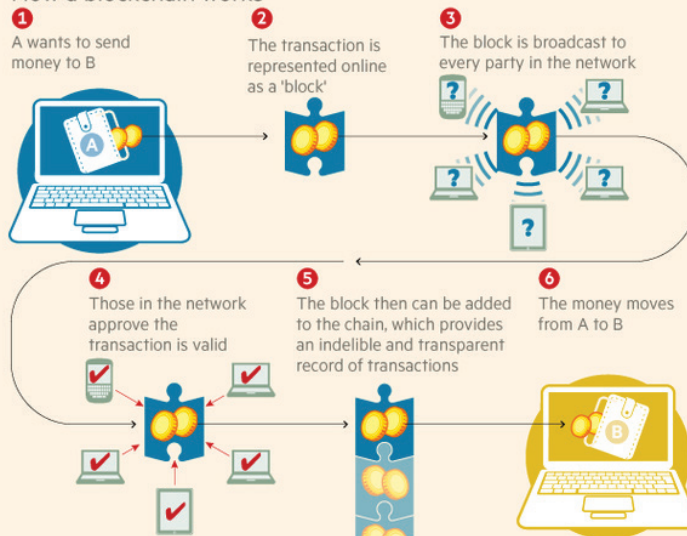 How a blockchain works
1
A wants to send
money to B
2
The transaction is
represented online
as a 'block'
3
The block is broadcast to
every party in the network
A
?
?
?
?
?
4
Those in the network
approve the
transaction is valid
5
The block then can be added
to the chain, which provides
an indelible and transparent
record of transactions
6
The money moves
from A to B
B